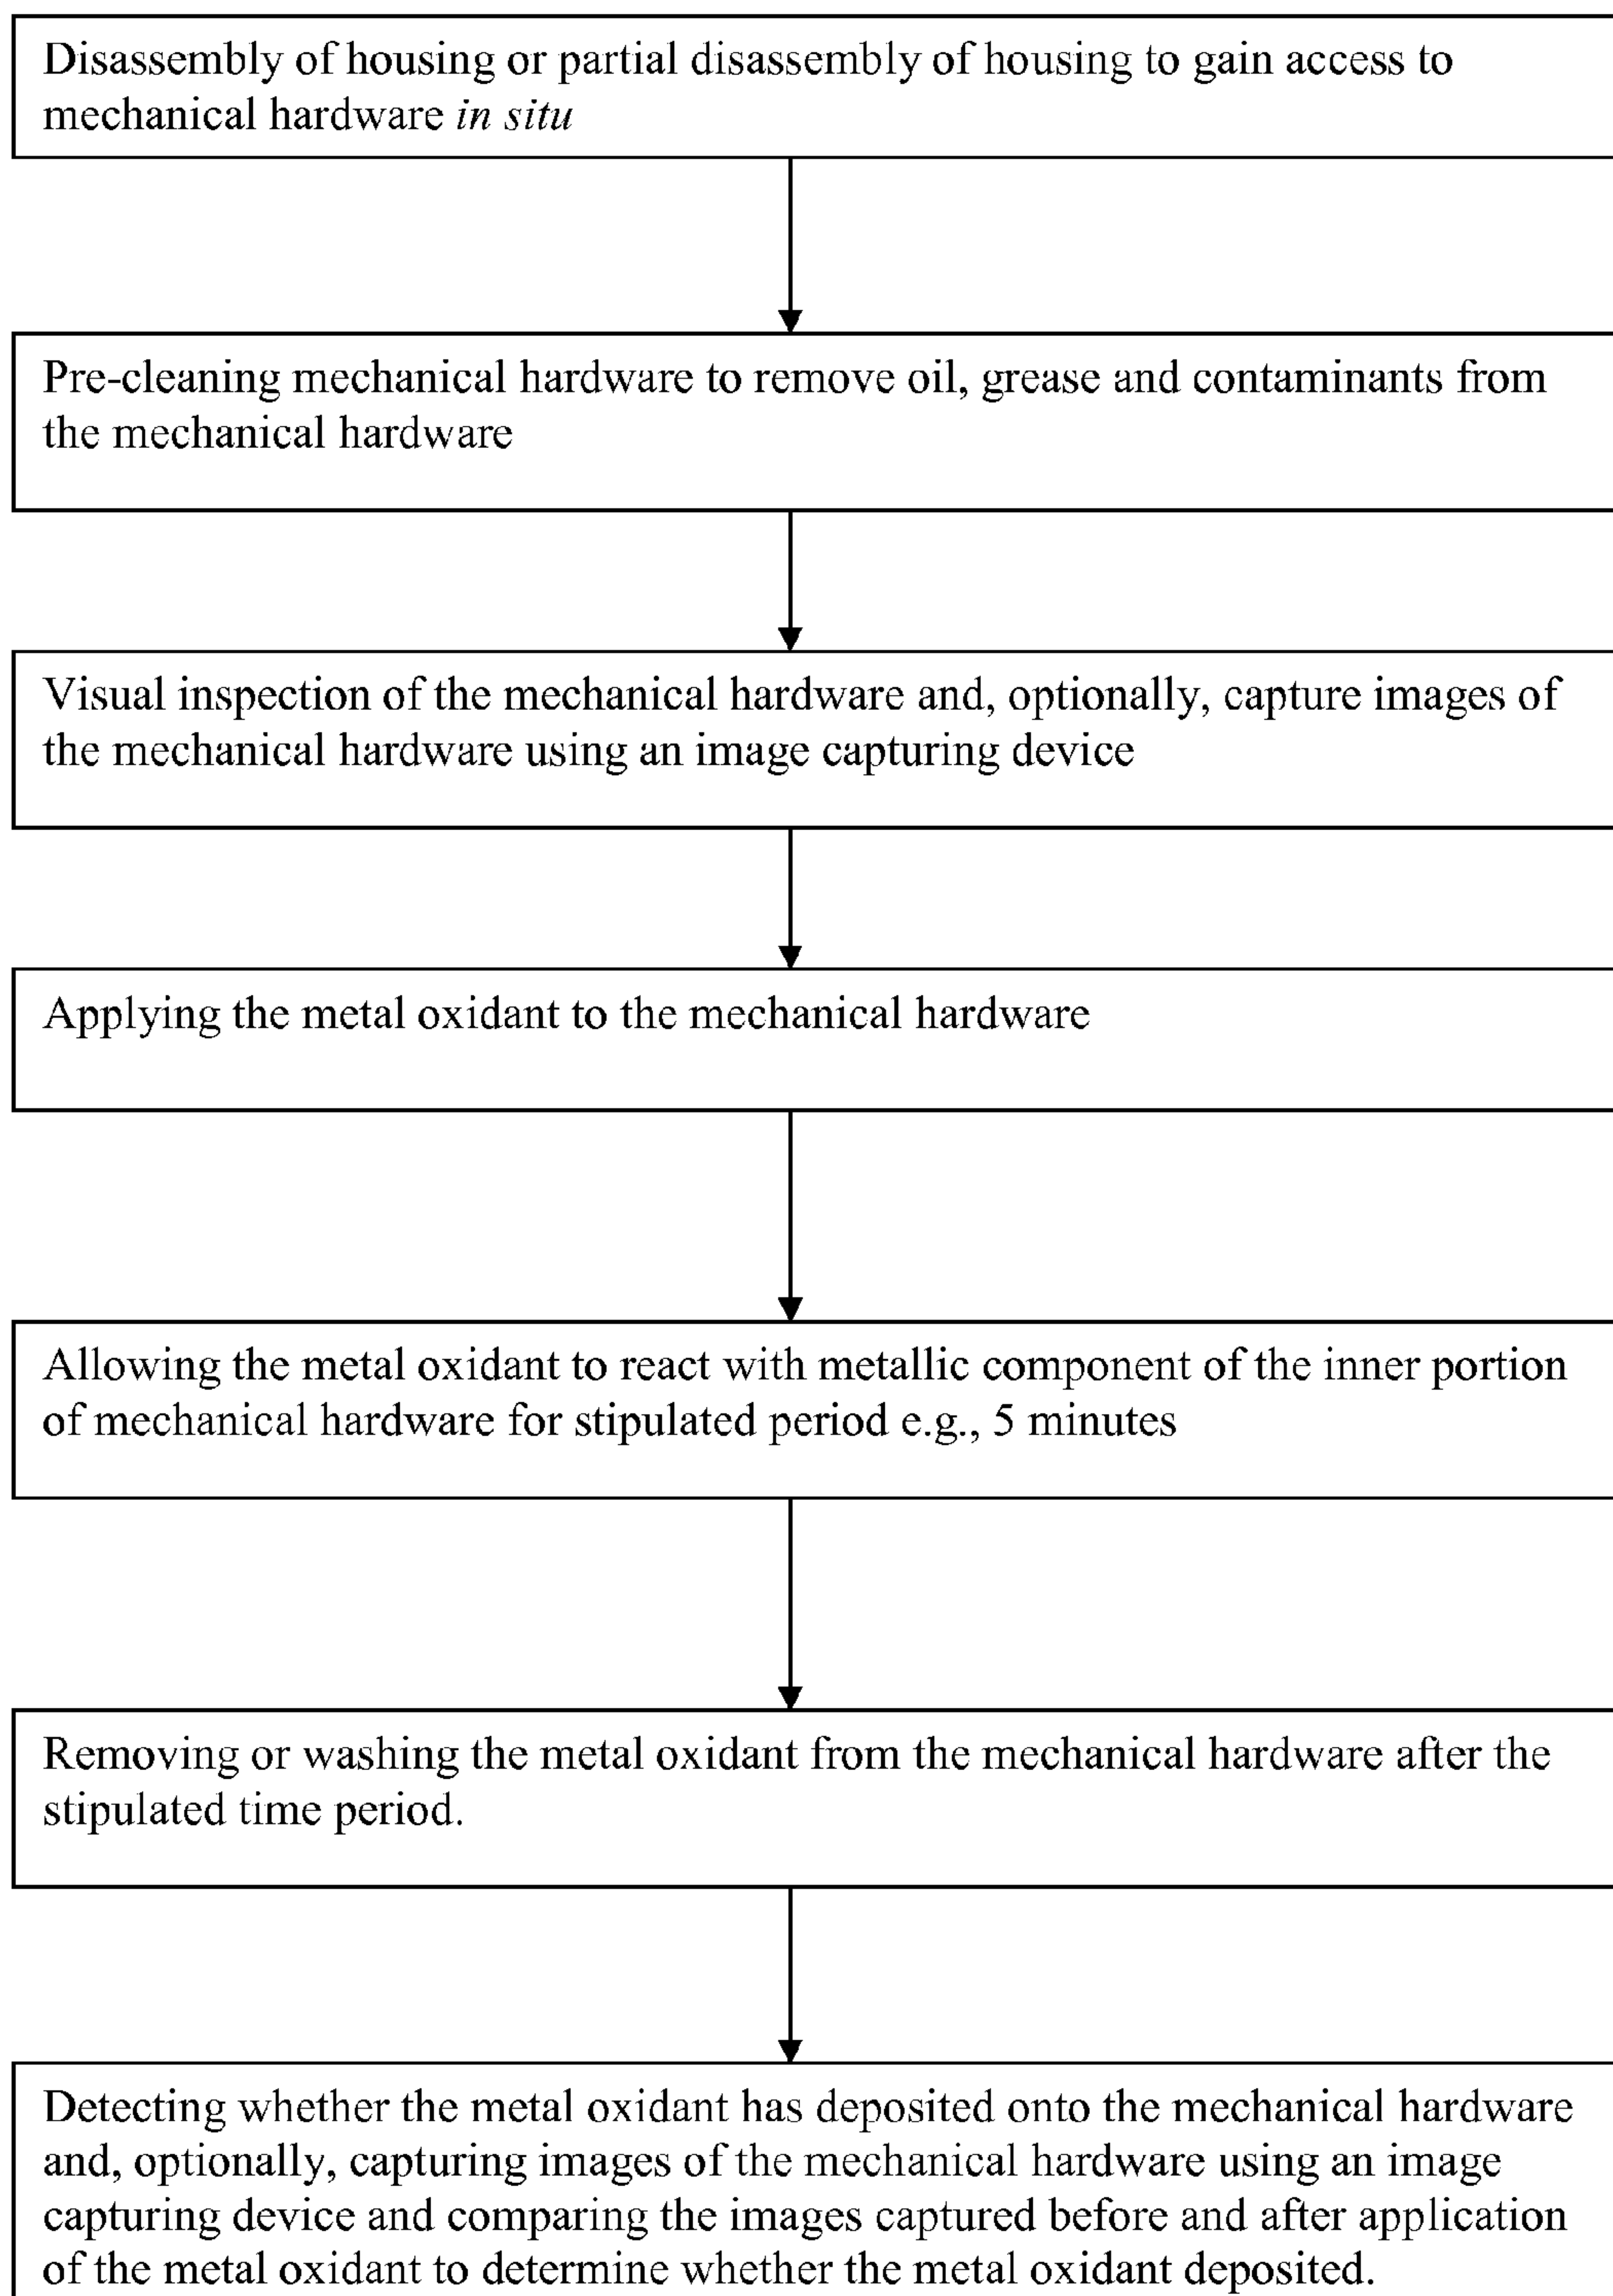 Disassembly of housing or partial disassembly of housing to gain access to
mechanical hardware in situ
Pre-cleaning mechanical hardware to remove oil, grease and contaminants from
the mechanical hardware
Visual inspection of the mechanical hardware and, optionally, capture images of
the mechanical hardware using an image capturing device
Applying the metal oxidant to the mechanical hardware
Allowing the metal oxidant to react with metallic component of the inner portion
of mechanical hardware for stipulated period e.g., 5 minutes
Removing or washing the metal oxidant from the mechanical hardware after the
stipulated time period.
Detecting whether the metal oxidant has deposited onto the mechanical hardware
and, optionally, capturing images of the mechanical hardware using an image
capturing device and comparing the images captured before and after application
of the metal oxidant to determine whether the metal oxidant deposited.